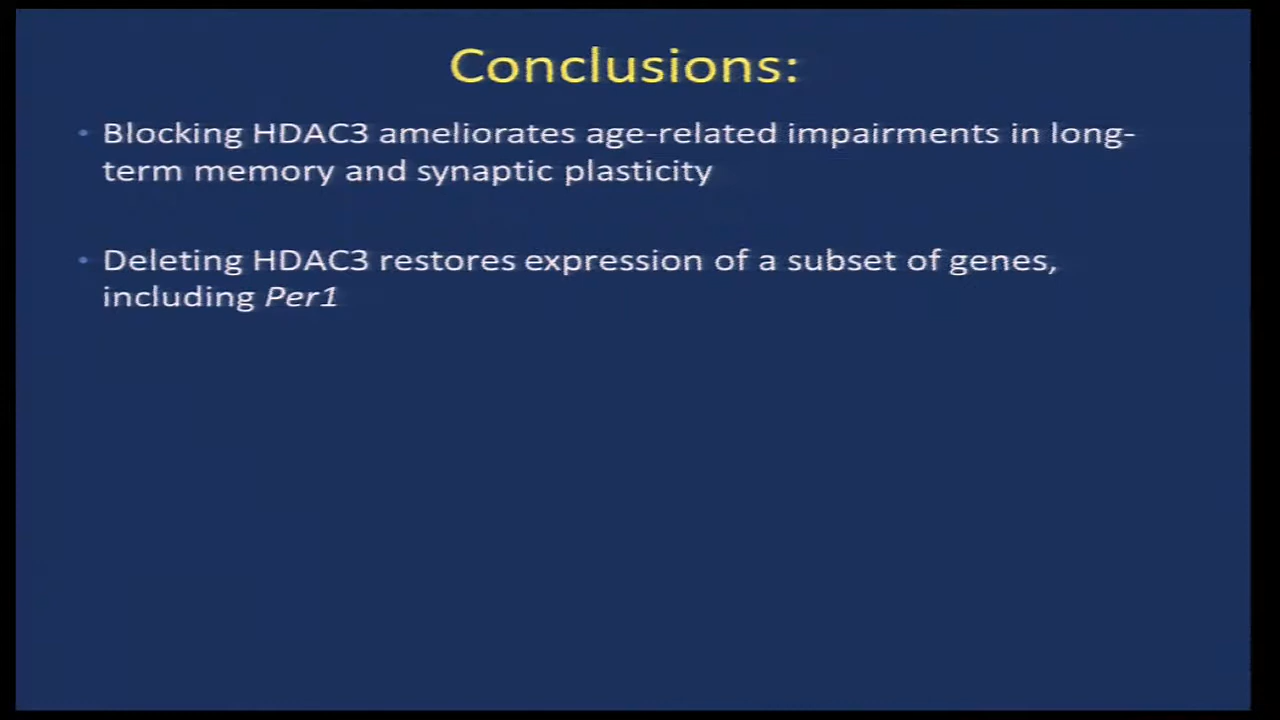 Conclusions:
• Blocking HDAC3 ameliorates age-related impairments in long-
term memory and synaptic plasticity
• Deleting HDAC3 restores expression of a subset of genes,
including Per1